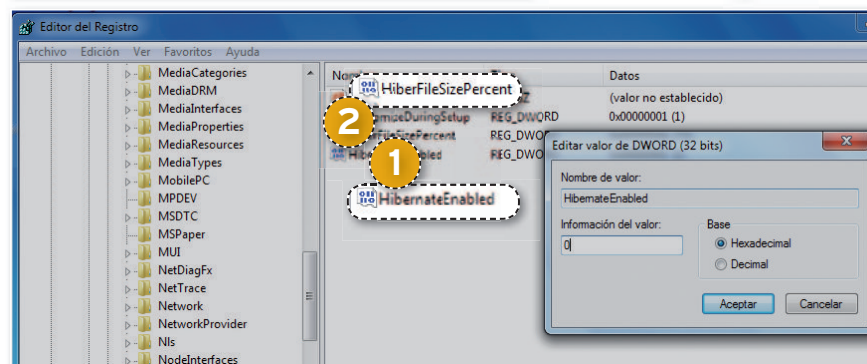 Editor del Registro
Archivo Edición Ver Favoritos Ayuda
MediaCategories
MediaDRM
MediaInterfaces
MediaProperties
MediaResources
MediaTypes
MobilePC
MPDEV
MSDTC
MSPaper
MUI
NetDiagFx
NetTrace
Network
NetworkProvider
Nls
NodeInterfaces
Datos
HiberFileSizePercent
(valor no establecido)
2
REG_DWORD 0x00000001 (1)
1
HibernateEnabled
Editar valor de DWORD (32 bits)
Nombre de valor:
HibernateEnabled
Información del valor: Base
0 Hexadecimal
Decimal
Aceptar Cancelar